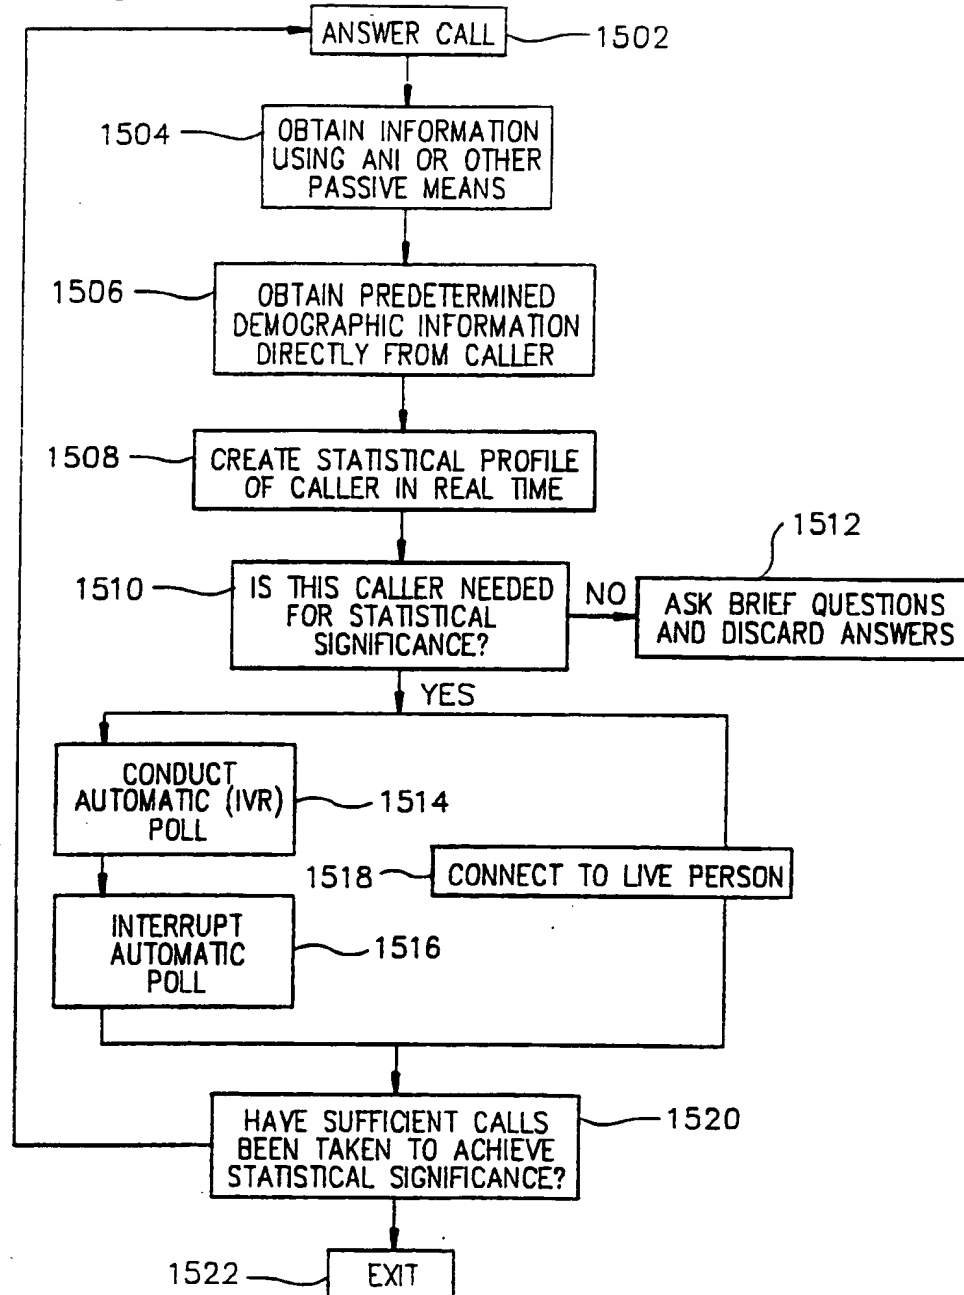 ANSWER CALL
1502
1504
OBTAIN INFORMATION
USING ANI OR OTHER
PASSIVE MEANS
1506
OBTAIN PREDETERMINED
DEMOGRAPHIC INFORMATION
DIRECTLY FROM CALLER
1508
CREATE STATISTICAL PROFILE
OF CALLER IN REAL TIME
1510
IS THIS CALLER NEEDED
FOR STATISTICAL
SIGNIFICANCE?
NO
1512
ASK BRIEF QUESTIONS
AND DISCARD ANSWERS
YES
CONDUCT
AUTOMATIC (IVR)
POLL
1514
1518
CONNECT TO LIVE PERSON
INTERRUPT
AUTOMATIC
POLL
1516
HAVE SUFFICIENT CALLS
BEEN TAKEN TO ACHIEVE
STATISTICAL SIGNIFICANCE?
1520
1522
EXIT